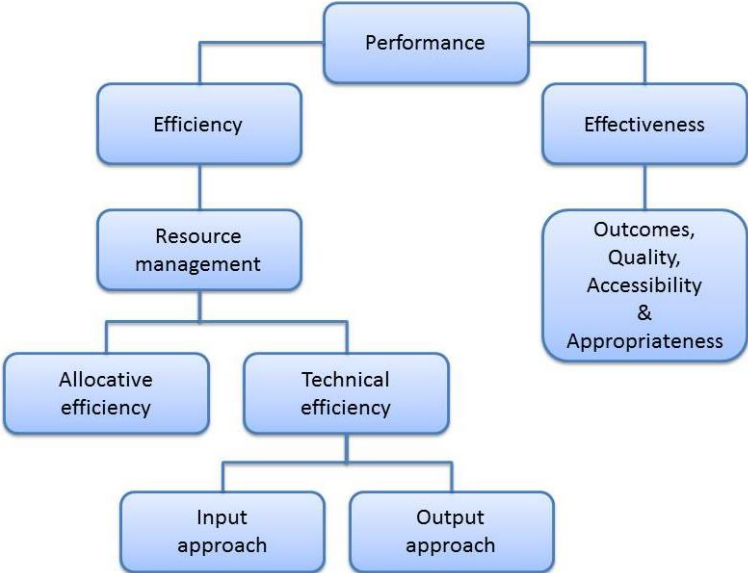 Performance
Efficiency
Effectiveness
Resource
management
Outcomes,
Quality,
Accessibility
&
Appropriateness
Allocative
efficiency
Technical
efficiency
Input
approach
Output
approach